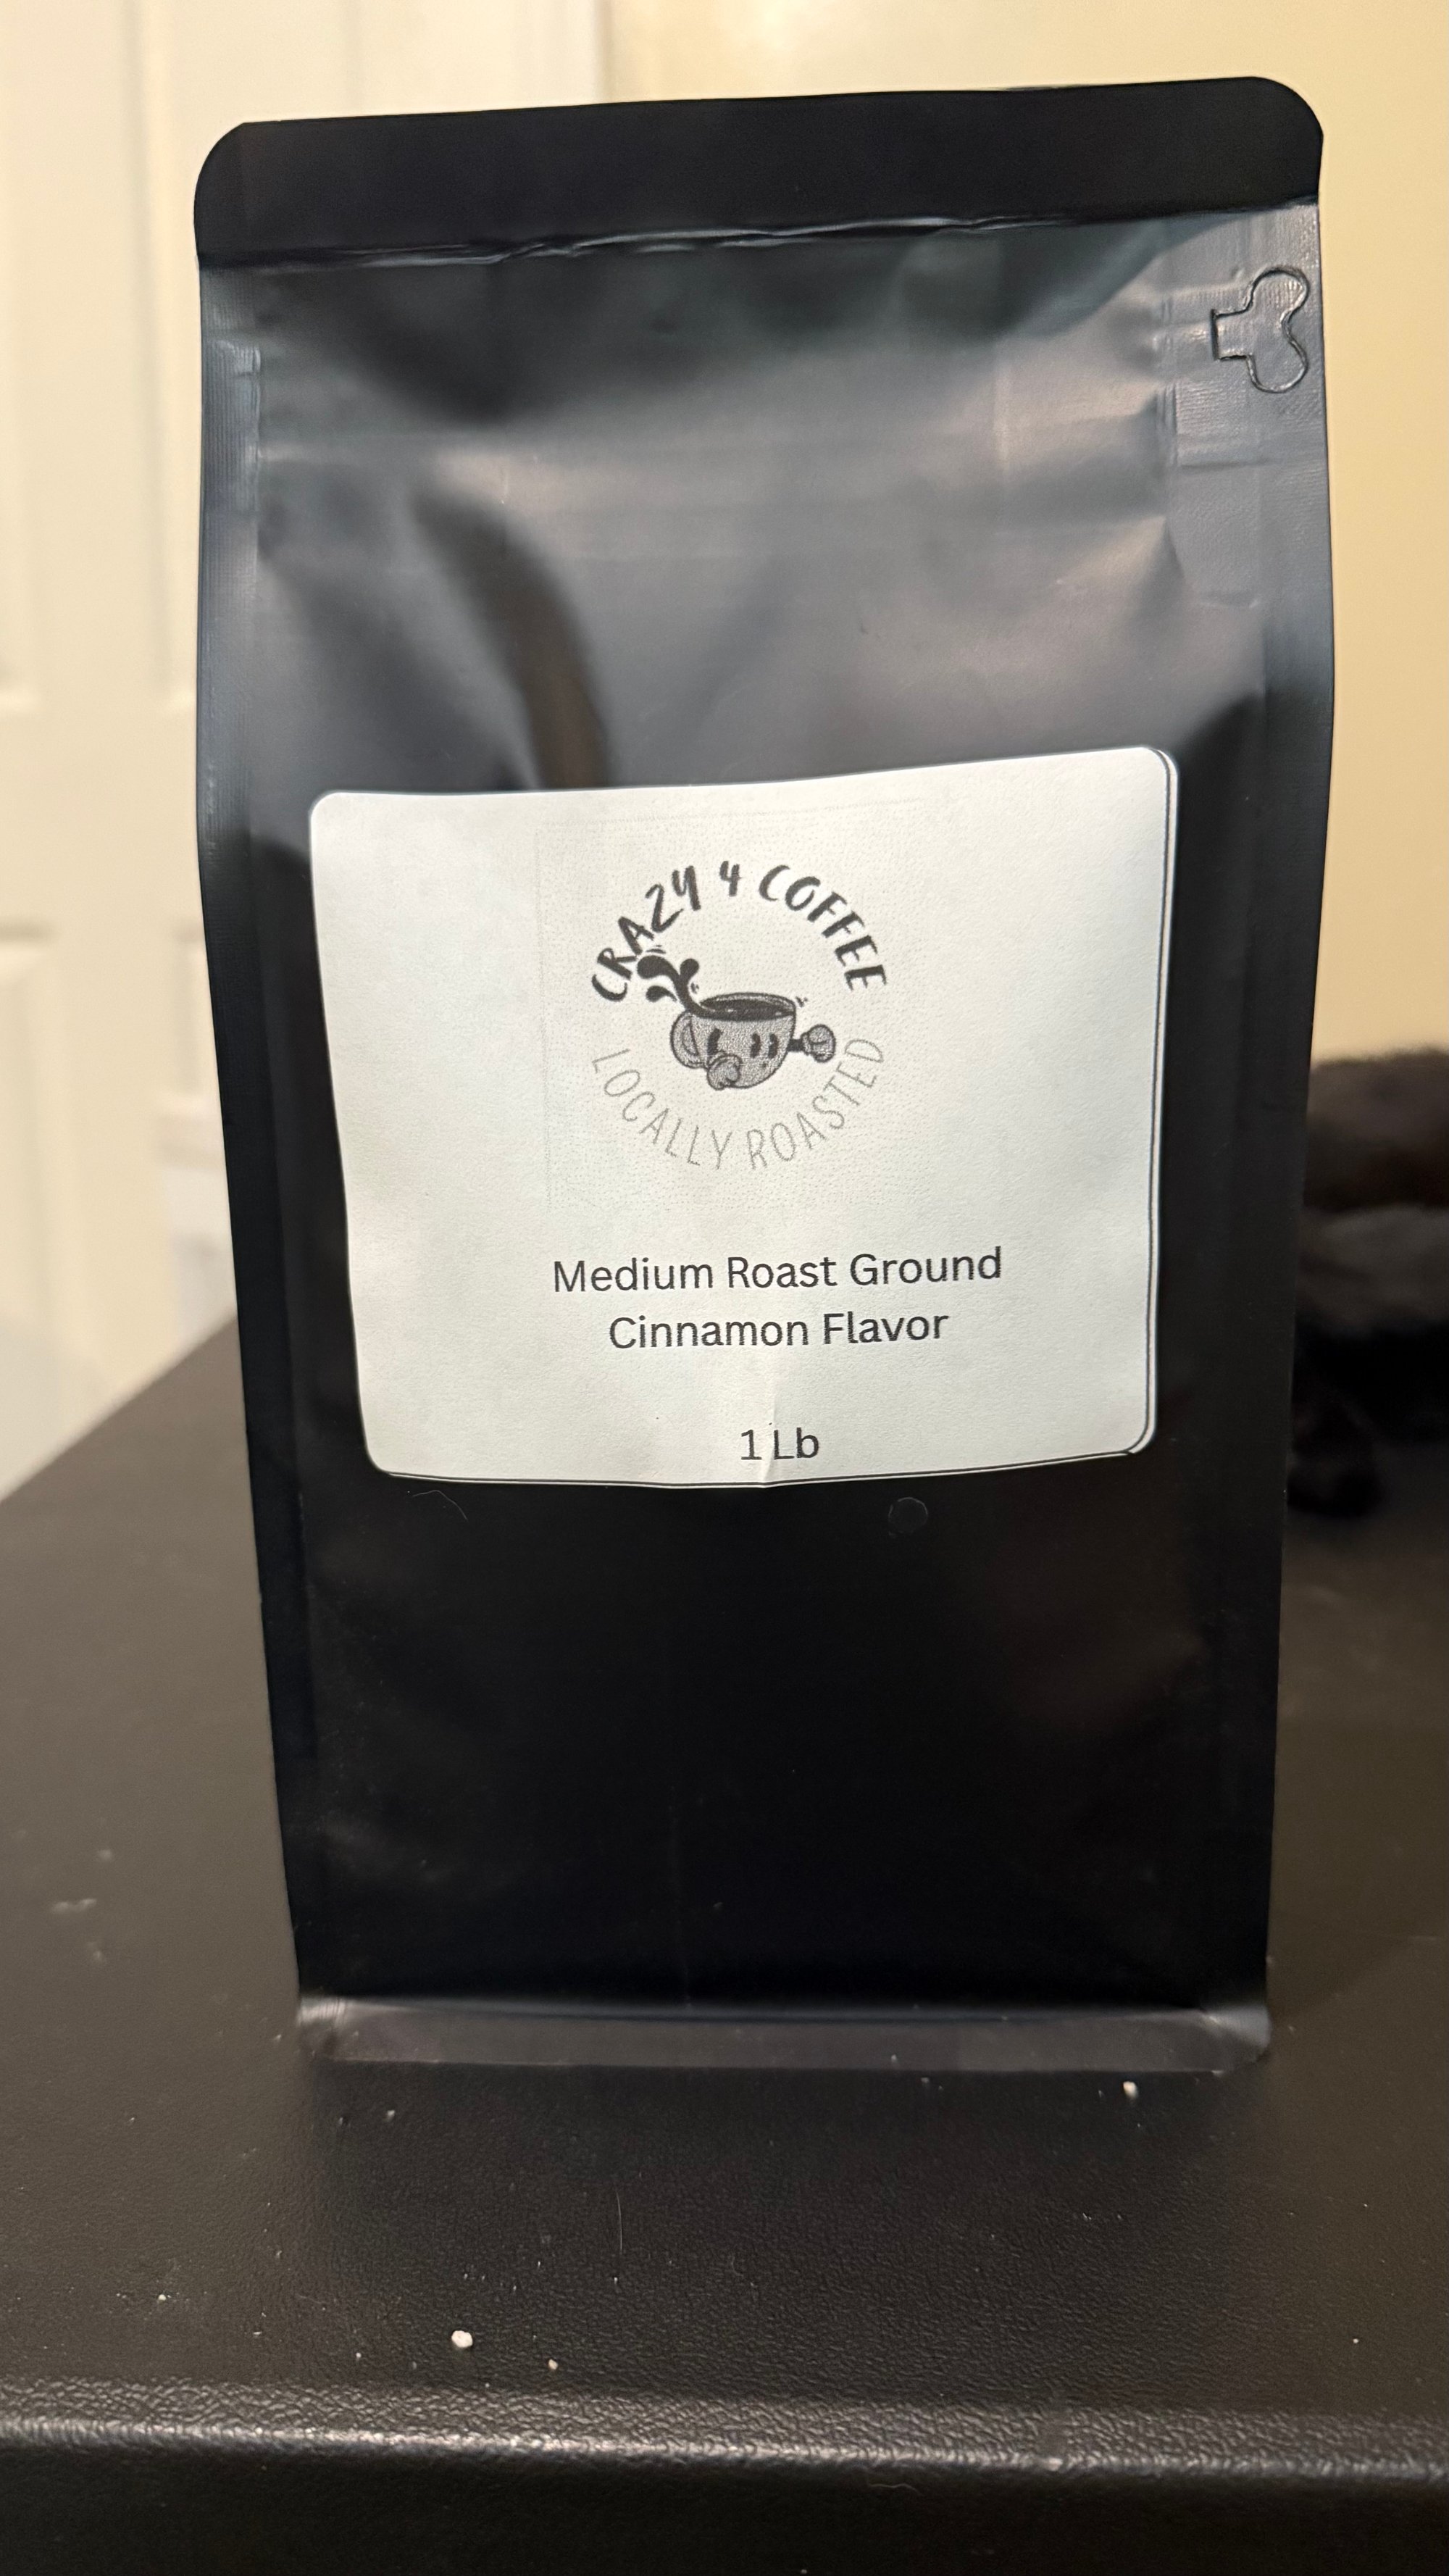 CRAZY 4 COFFEE
LOCALLY ROASTED
Medium Roast Ground
Cinnamon Flavor
1 Lb